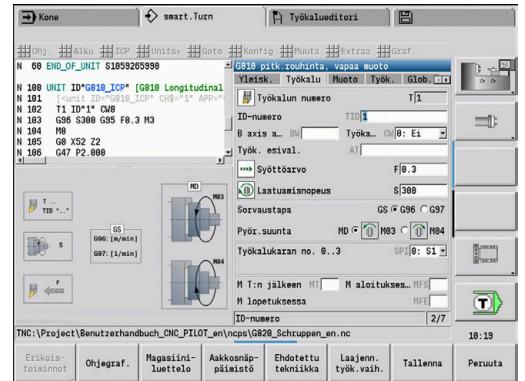 Kone
smart.Turn
Työkalueditori
Ohj. Alku ICP Units» Goto Konfig Muuta Extraa Graf.
N 60 END_OF_UNIT S1859265998
N 100 UNIT ID"G810_ICP" [G810 Longitudinal
N 101 [<unit ID="G810_ICP" CH$="1" APP="
N 102 T1 ID"1" CW0
N 103 G96 S300 G95 F0.3 M3
N 104 M8
N 105 G0 X52 Z2
N 106 G47 P2.000
G810 pitk.rouhinta, vapaa muoto
Yleisk. Työkalu Muoto Työk. Glob.
Työkalun numero T 1
ID-numero TID 1
B axis a… BW Työka… CW 0: Ei
Työk. esival. AT
Syöttöarvo F 0.3
Lastuamisnopeus S 300
Sorvaustapa GS G96 G97
Pyör.suunta MD M03 M04
Työkalukaran no. 0..3 SPI 0: S1
M T:n jälkeen MT M aloitukses… MFS
M lopetuksessa MFE
ID-numero 2/7
T ..
TID "..."
S
F
GS
G96: [m/min]
G97: [1/min]
MD
M03
M04
TNC:\Project\Benutzerhandbuch_CNC_PILOT_en\ncps\G820_Schruppen_en.nc
10:19
Erikois-toiminnot
Ohjegraf.
Magasiini-luettelo
Aakkosnäp-päimistö
Ehdotettu tekniikka
Laajenn. työk.vaih.
Tallenna
Peruuta